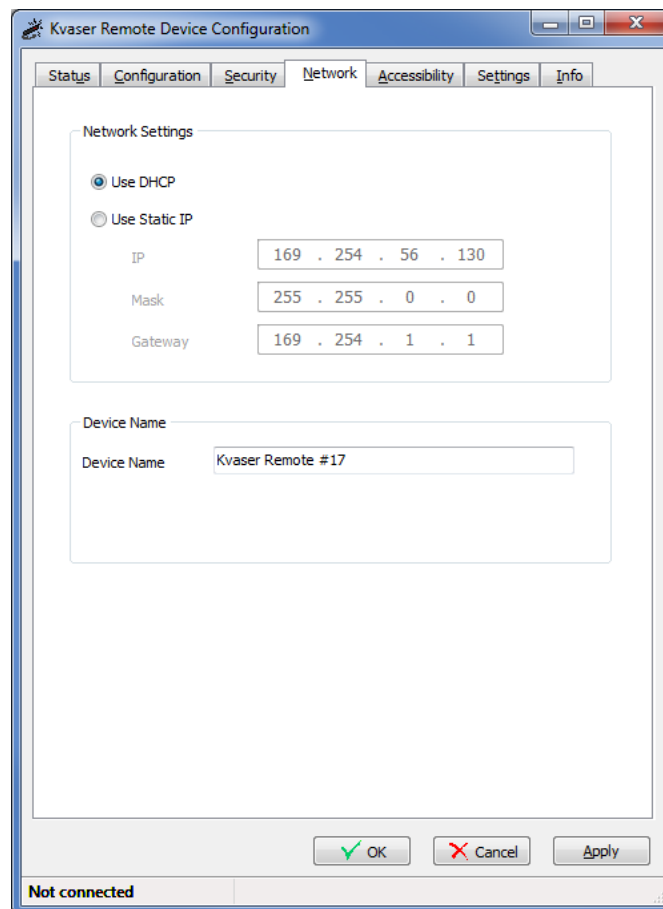 Kvaser Remote Device Configuration
Status Configuration Security Network Accessibility Settings Info
Network Settings
Use DHCP
Use Static IP
IP 169 . 254 . 56 . 130
Mask 255 . 255 . 0 . 0
Gateway 169 . 254 . 1 . 1
Device Name
Device Name Kvaser Remote #17
OK Cancel Apply
Not connected